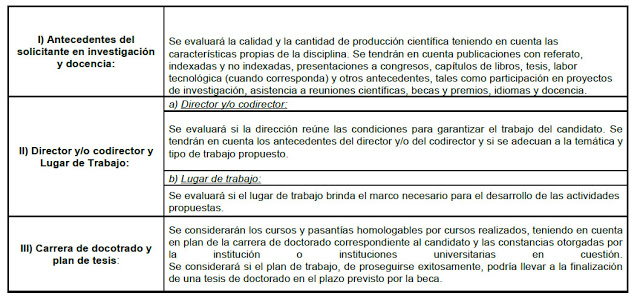 I) Antecedentes del
solicitante en investigación
y docencia:
Se evaluará la calidad y la cantidad de producción científica teniendo en cuenta las
características propias de la disciplina. Se tendrán en cuenta publicaciones con referato,
indexadas y no indexadas, presentaciones a congresos, capítulos de libros, tesis, labor
tecnológica (cuando corresponda) y otros antecedentes, tales como participación en proyectos
de investigación, asistencia a reuniones científicas, becas y premios, idiomas y docencia.
II) Director y/o codirector y
Lugar de Trabajo:
a) Director y/o codirector:
Se evaluará si la dirección reúne las condiciones para garantizar el trabajo del candidato. Se
tendrán en cuenta los antecedentes del director y/o del codirector y si se adecuan a la temática y
tipo de trabajo propuesto.
b) Lugar de trabajo:
Se evaluará si el lugar de trabajo brinda el marco necesario para el desarrollo de las actividades
propuestas.
III) Carrera de docotrado y
plan de tesis:
Se considerarán los cursos y pasantías homologables por cursos realizados, teniendo en cuenta
en plan de la carrera de doctorado correspondiente al candidato y las constancias otorgadas por
la institución o instituciones universitarias en cuestión.
Se considerará si el plan de trabajo, de proseguirse exitosamente, podría llevar a la finalización
de una tesis de doctorado en el plazo previsto por la beca.